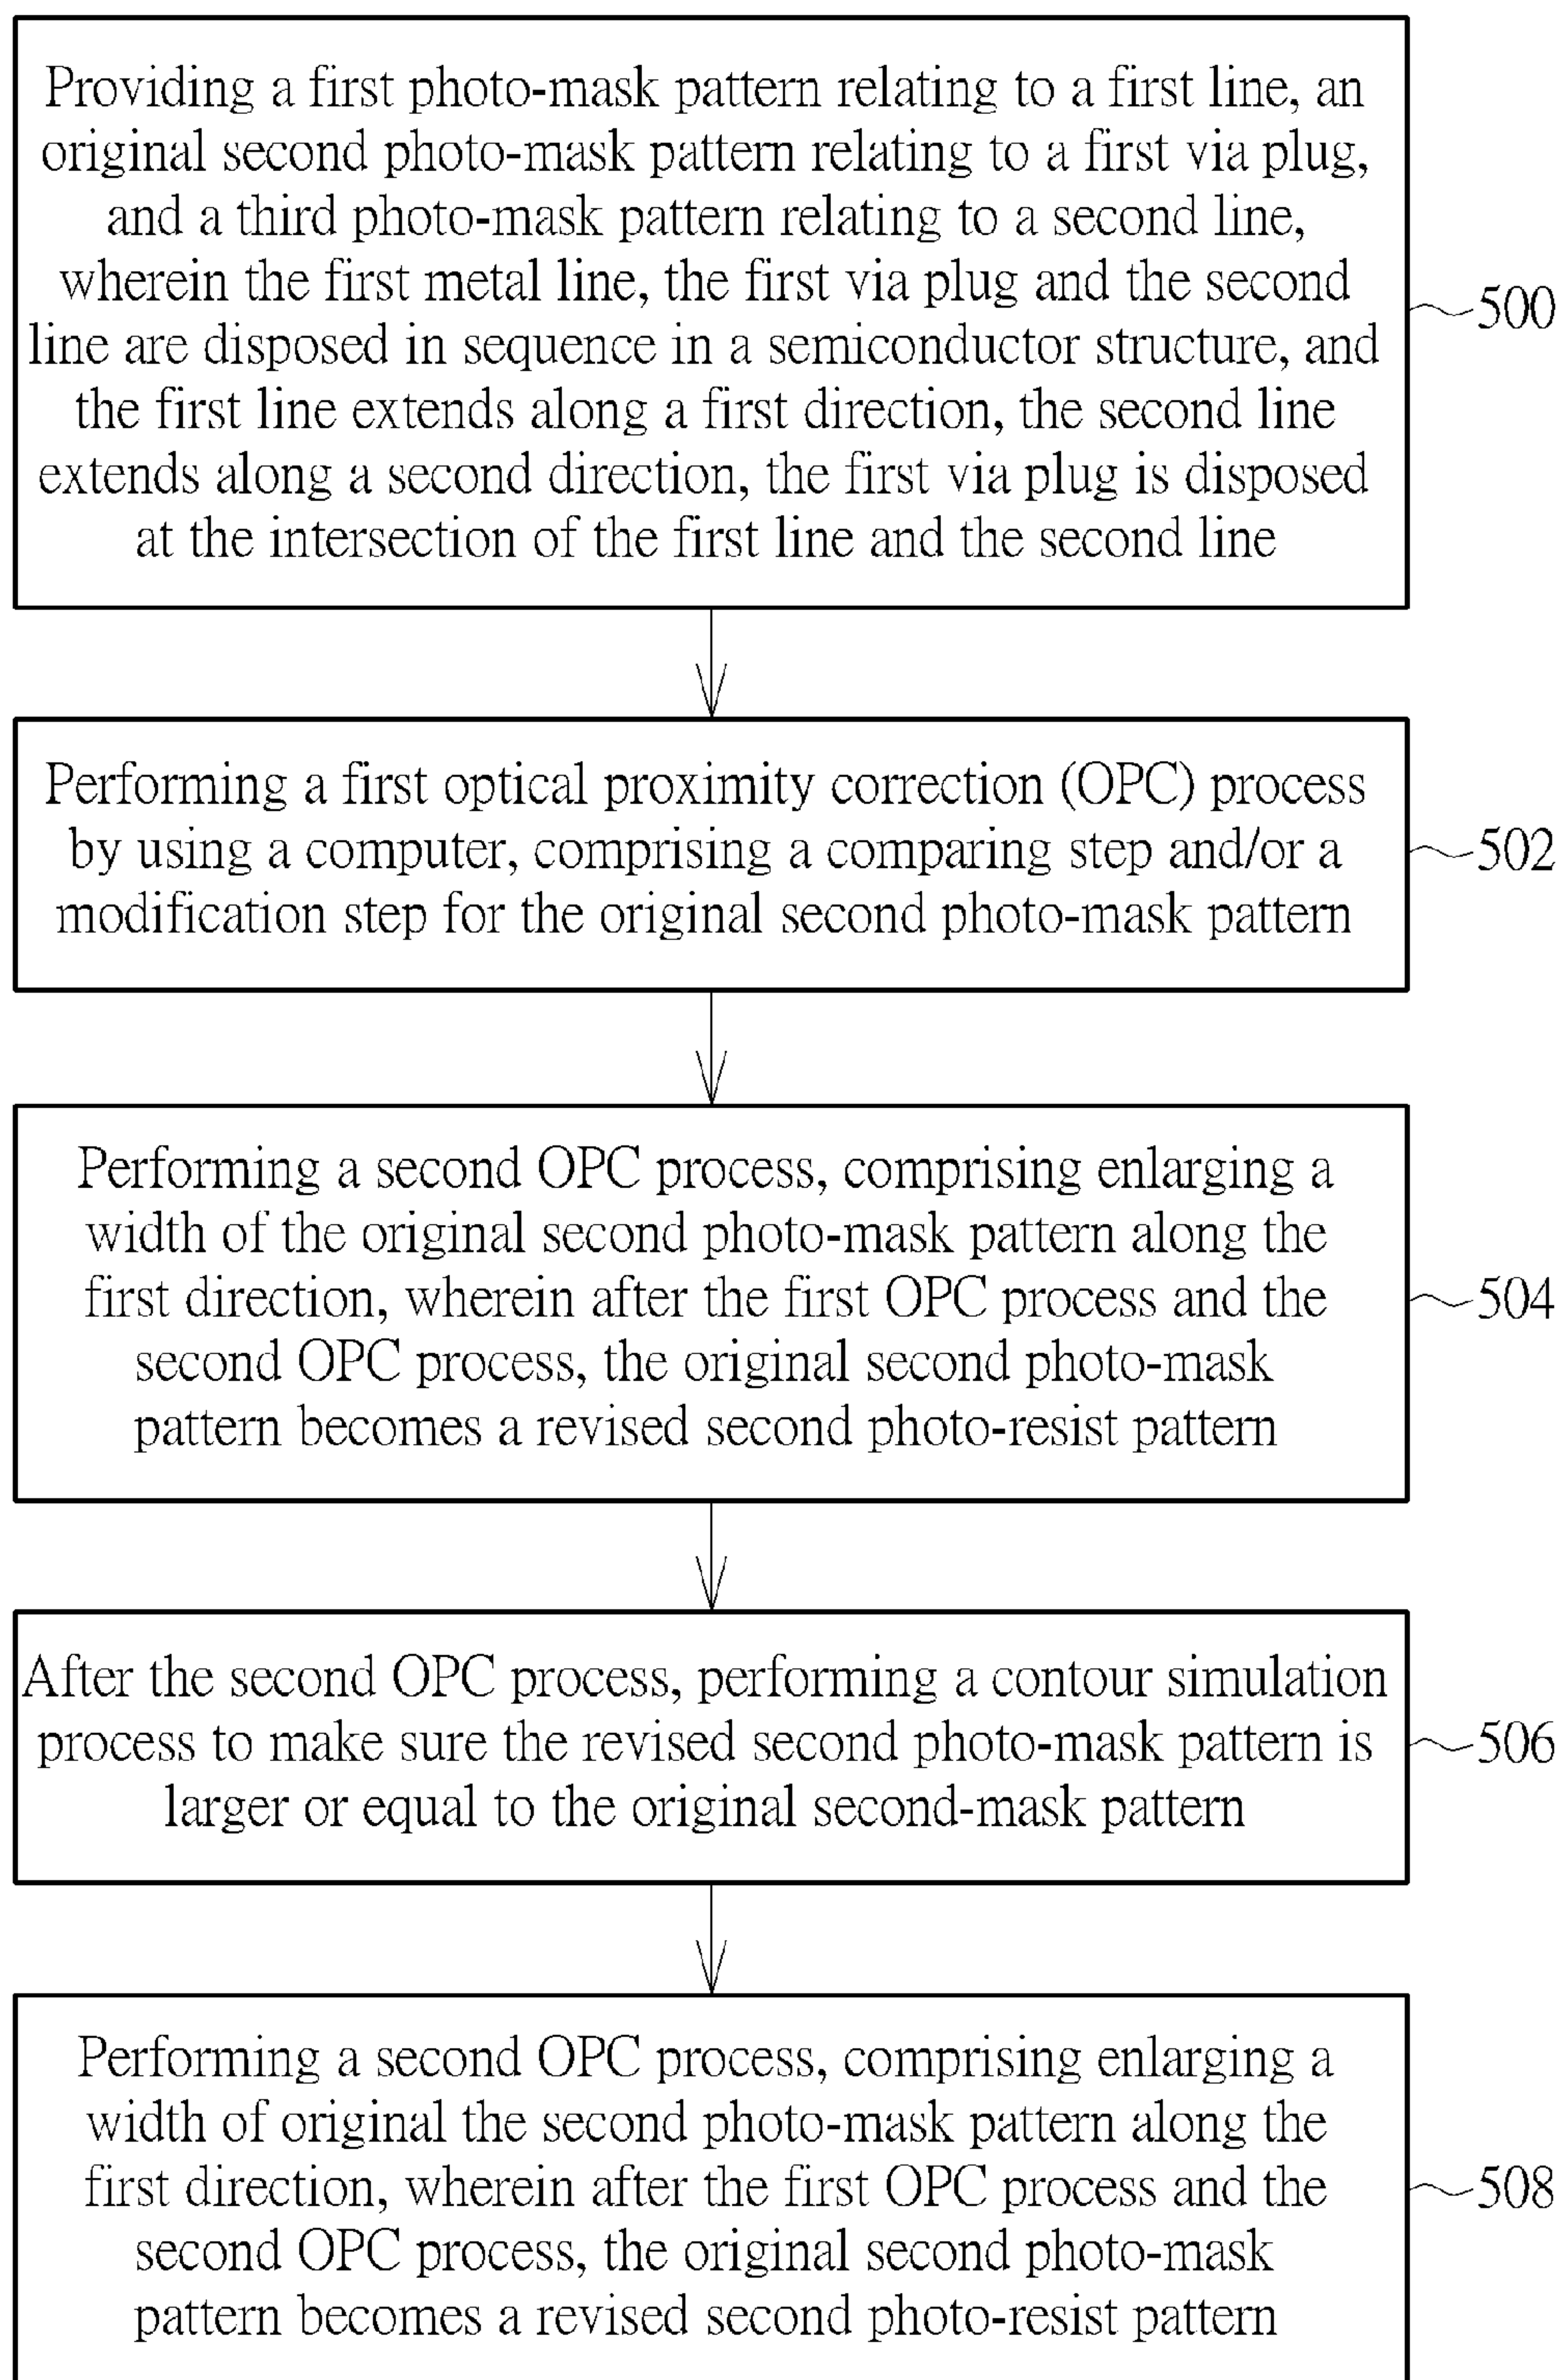 Providing a first photo-mask pattern relating to a first line, an
original second photo-mask pattern relating to a first via plug,
and a third photo-mask pattern relating to a second line,
wherein the first metal line, the first via plug and the second
line are disposed in sequence in a semiconductor structure, and
the first line extends along a first direction, the second line
extends along a second direction, the first via plug is disposed
at the intersection of the first line and the second line
500
Performing a first optical proximity correction (OPC) process
by using a computer, comprising a comparing step and/or a
modification step for the original second photo-mask pattern
502
Performing a second OPC process, comprising enlarging a
width of the original second photo-mask pattern along the
first direction, wherein after the first OPC process and the
second OPC process, the original second photo-mask
pattern becomes a revised second photo-resist pattern
504
After the second OPC process, performing a contour simulation
process to make sure the revised second photo-mask pattern is
larger or equal to the original second-mask pattern
506
Performing a second OPC process, comprising enlarging a
width of original the second photo-mask pattern along the
first direction, wherein after the first OPC process and the
second OPC process, the original second photo-mask
pattern becomes a revised second photo-resist pattern
508